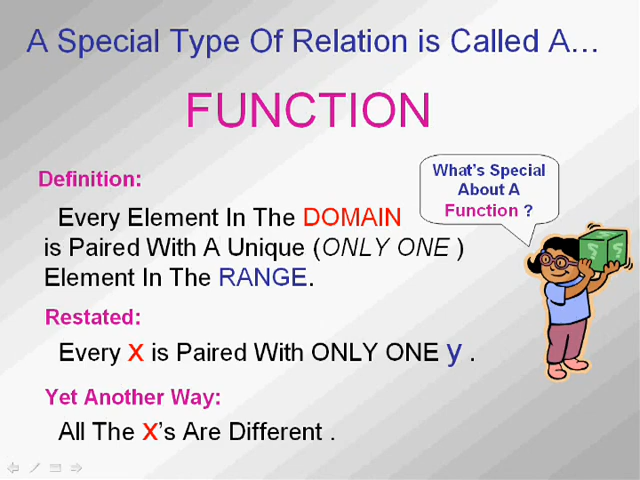 A Special Type Of Relation is Called A…
FUNCTION
Definition:
What's Special
About A
Function ?
Every Element In The DOMAIN
is Paired With A Unique (ONLY ONE )
Element In The RANGE.
Restated:
Every x is Paired With ONLY ONE y .
Yet Another Way:
All The x's Are Different .